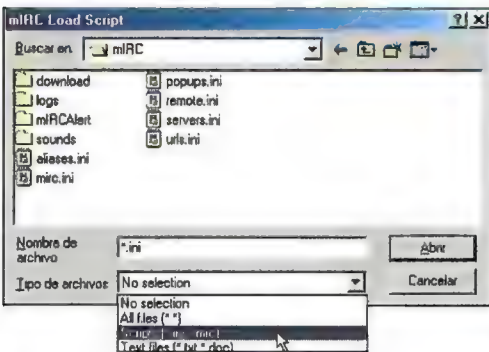 mIRC Load Script
Buscar en: mIRC
download
logs
mIRCAlert
sounds
aliases.ini
mirc.ini
popups.ini
remote.ini
servers.ini
urls.ini
Nombre de archivo
*.ini
Abrir
Tipo de archivos:
No selection
Cancelar
No selection
All files (*.*)
Text files (*.txt *.doc)